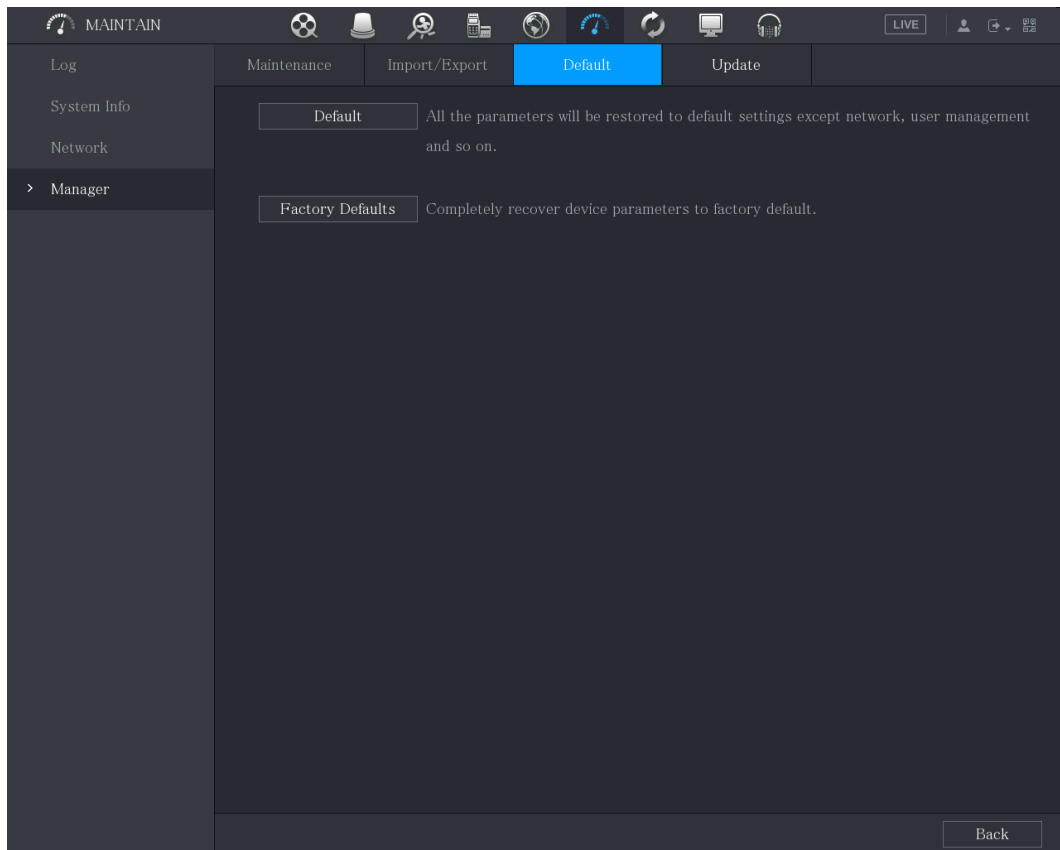 MAINTAIN
LIVE
Log
System Info
Network
Manager
Maintenance
Import/Export
Default
Update
Default
All the parameters will be restored to default settings except network, user management
and so on.
Factory Defaults
Completely recover device parameters to factory default.
Back